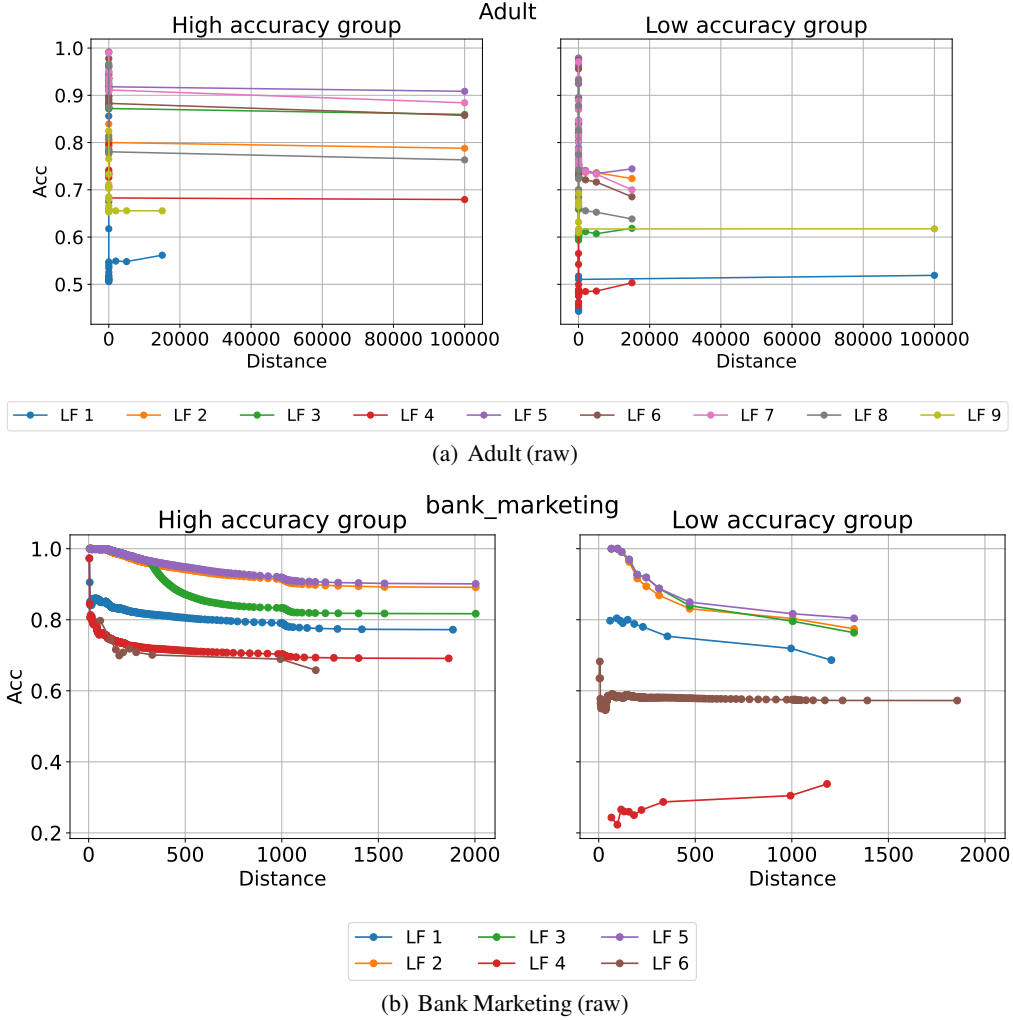 Adult
High accuracy group Low accuracy group
1.0
0.9
0.8
0.7
0.6
0.5
Acc
0 20000 40000 60000 80000 100000 0 20000 40000 60000 80000 100000
Distance Distance
LF 1 LF 2 LF 3 LF 4 LF 5 LF 6 LF 7 LF 8 LF 9
(a) Adult (raw)
bank_marketing
High accuracy group Low accuracy group
1.0
0.8
0.6
0.4
0.2
Acc
0 500 1000 1500 2000 0 500 1000 1500 2000
Distance Distance
LF 1 LF 3 LF 5
LF 2 LF 4 LF 6
(b) Bank Marketing (raw)